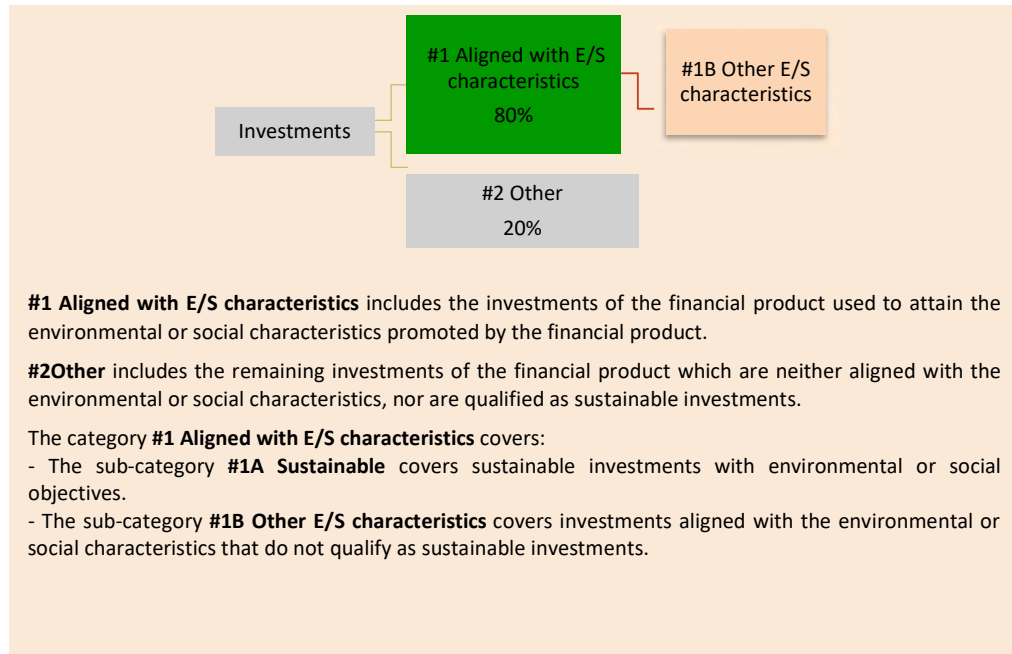 #1 Aligned with E/S
characteristics
80%
#1B Other E/S
characteristics
Investments
#2 Other
20%
#1 Aligned with E/S characteristics includes the investments of the financial product used to attain the
environmental or social characteristics promoted by the financial product.
#2Other includes the remaining investments of the financial product which are neither aligned with the
environmental or social characteristics, nor are qualified as sustainable investments.
The category #1 Aligned with E/S characteristics covers:
- The sub-category #1A Sustainable covers sustainable investments with environmental or social
objectives.
- The sub-category #1B Other E/S characteristics covers investments aligned with the environmental or
social characteristics that do not qualify as sustainable investments.